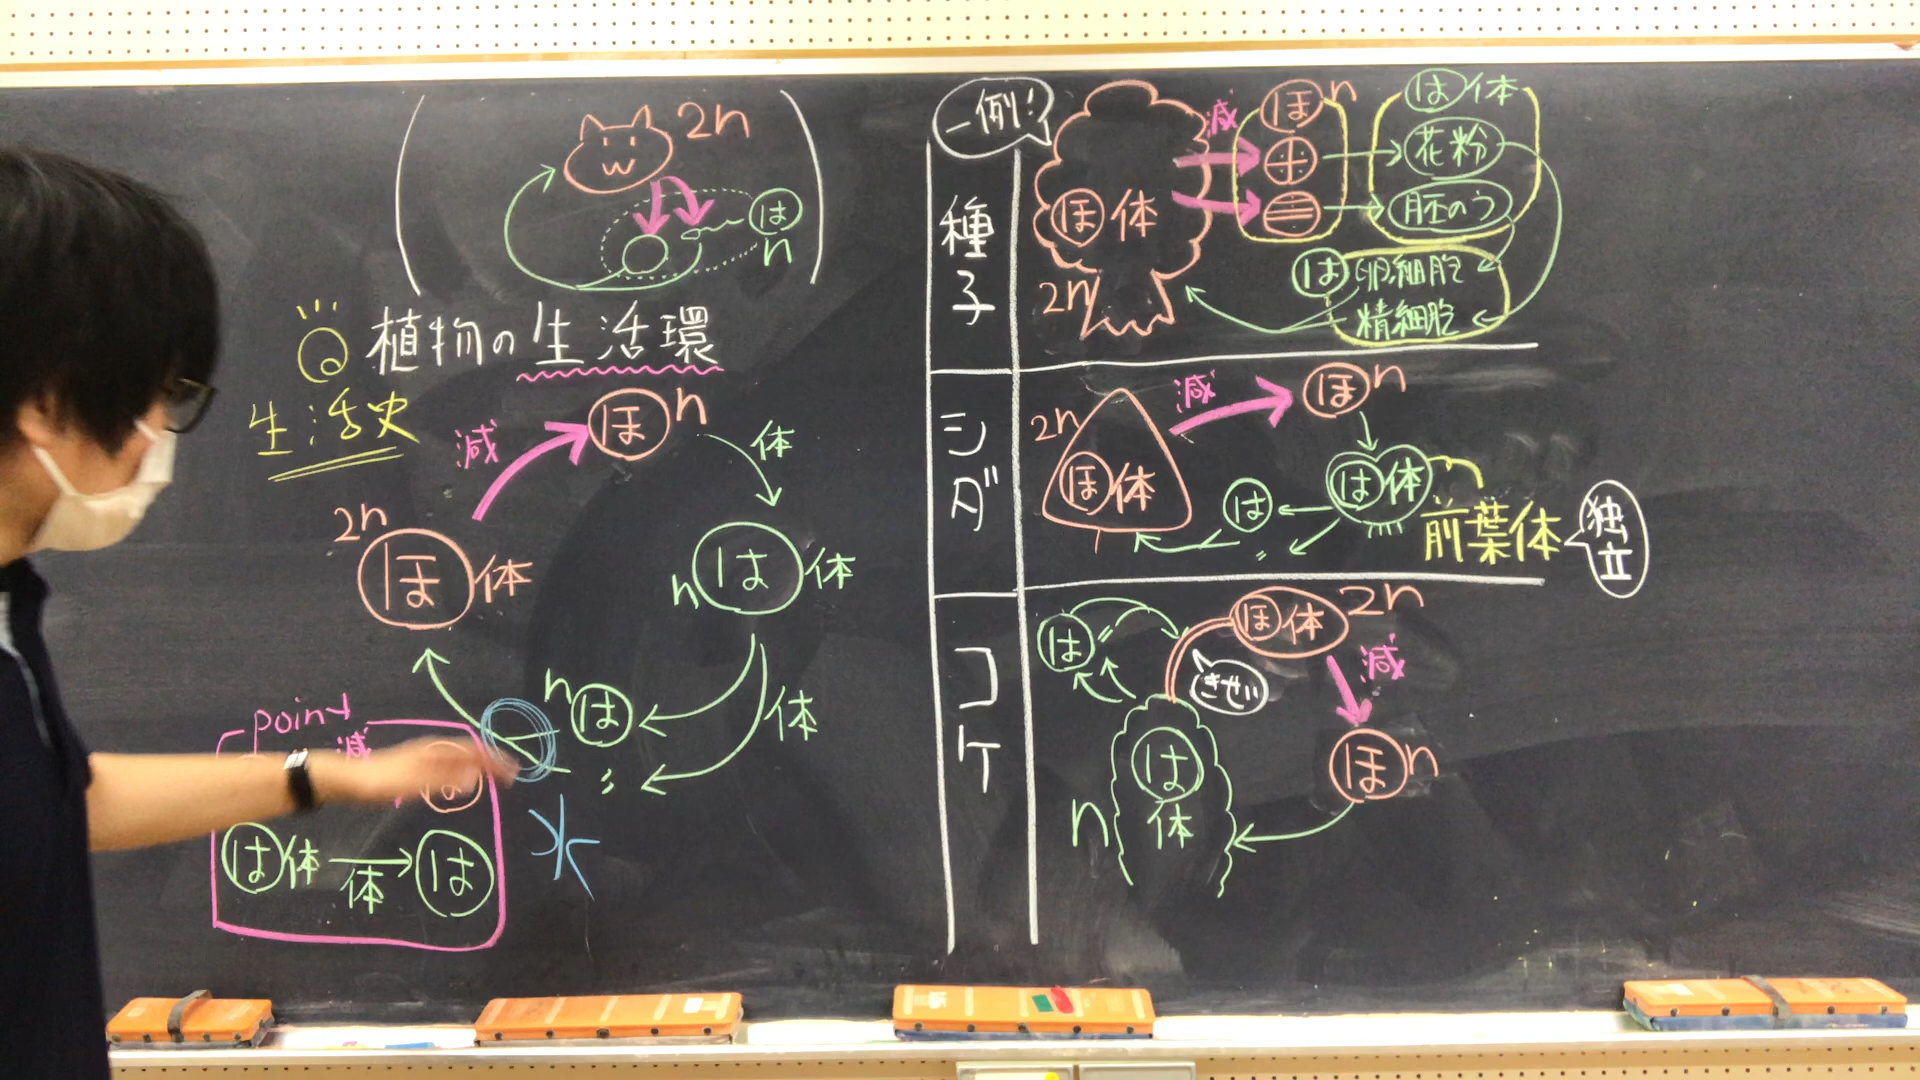 2n
は
n
植物の生活環
生活史
減
ほ n
体
2n
ほ体
n は体
n は
体
point
減
は体 体 は
水
一例!
種子
ほ体
2n
減
ほ n
は体
花粉
胚のう
は 卵細胞
精細胞
シダ
2n
ほ体
減
ほ n
は体
は
前葉体
独立
コケ
は
ほ体 2n
きせい
減
ほ n
は体
n